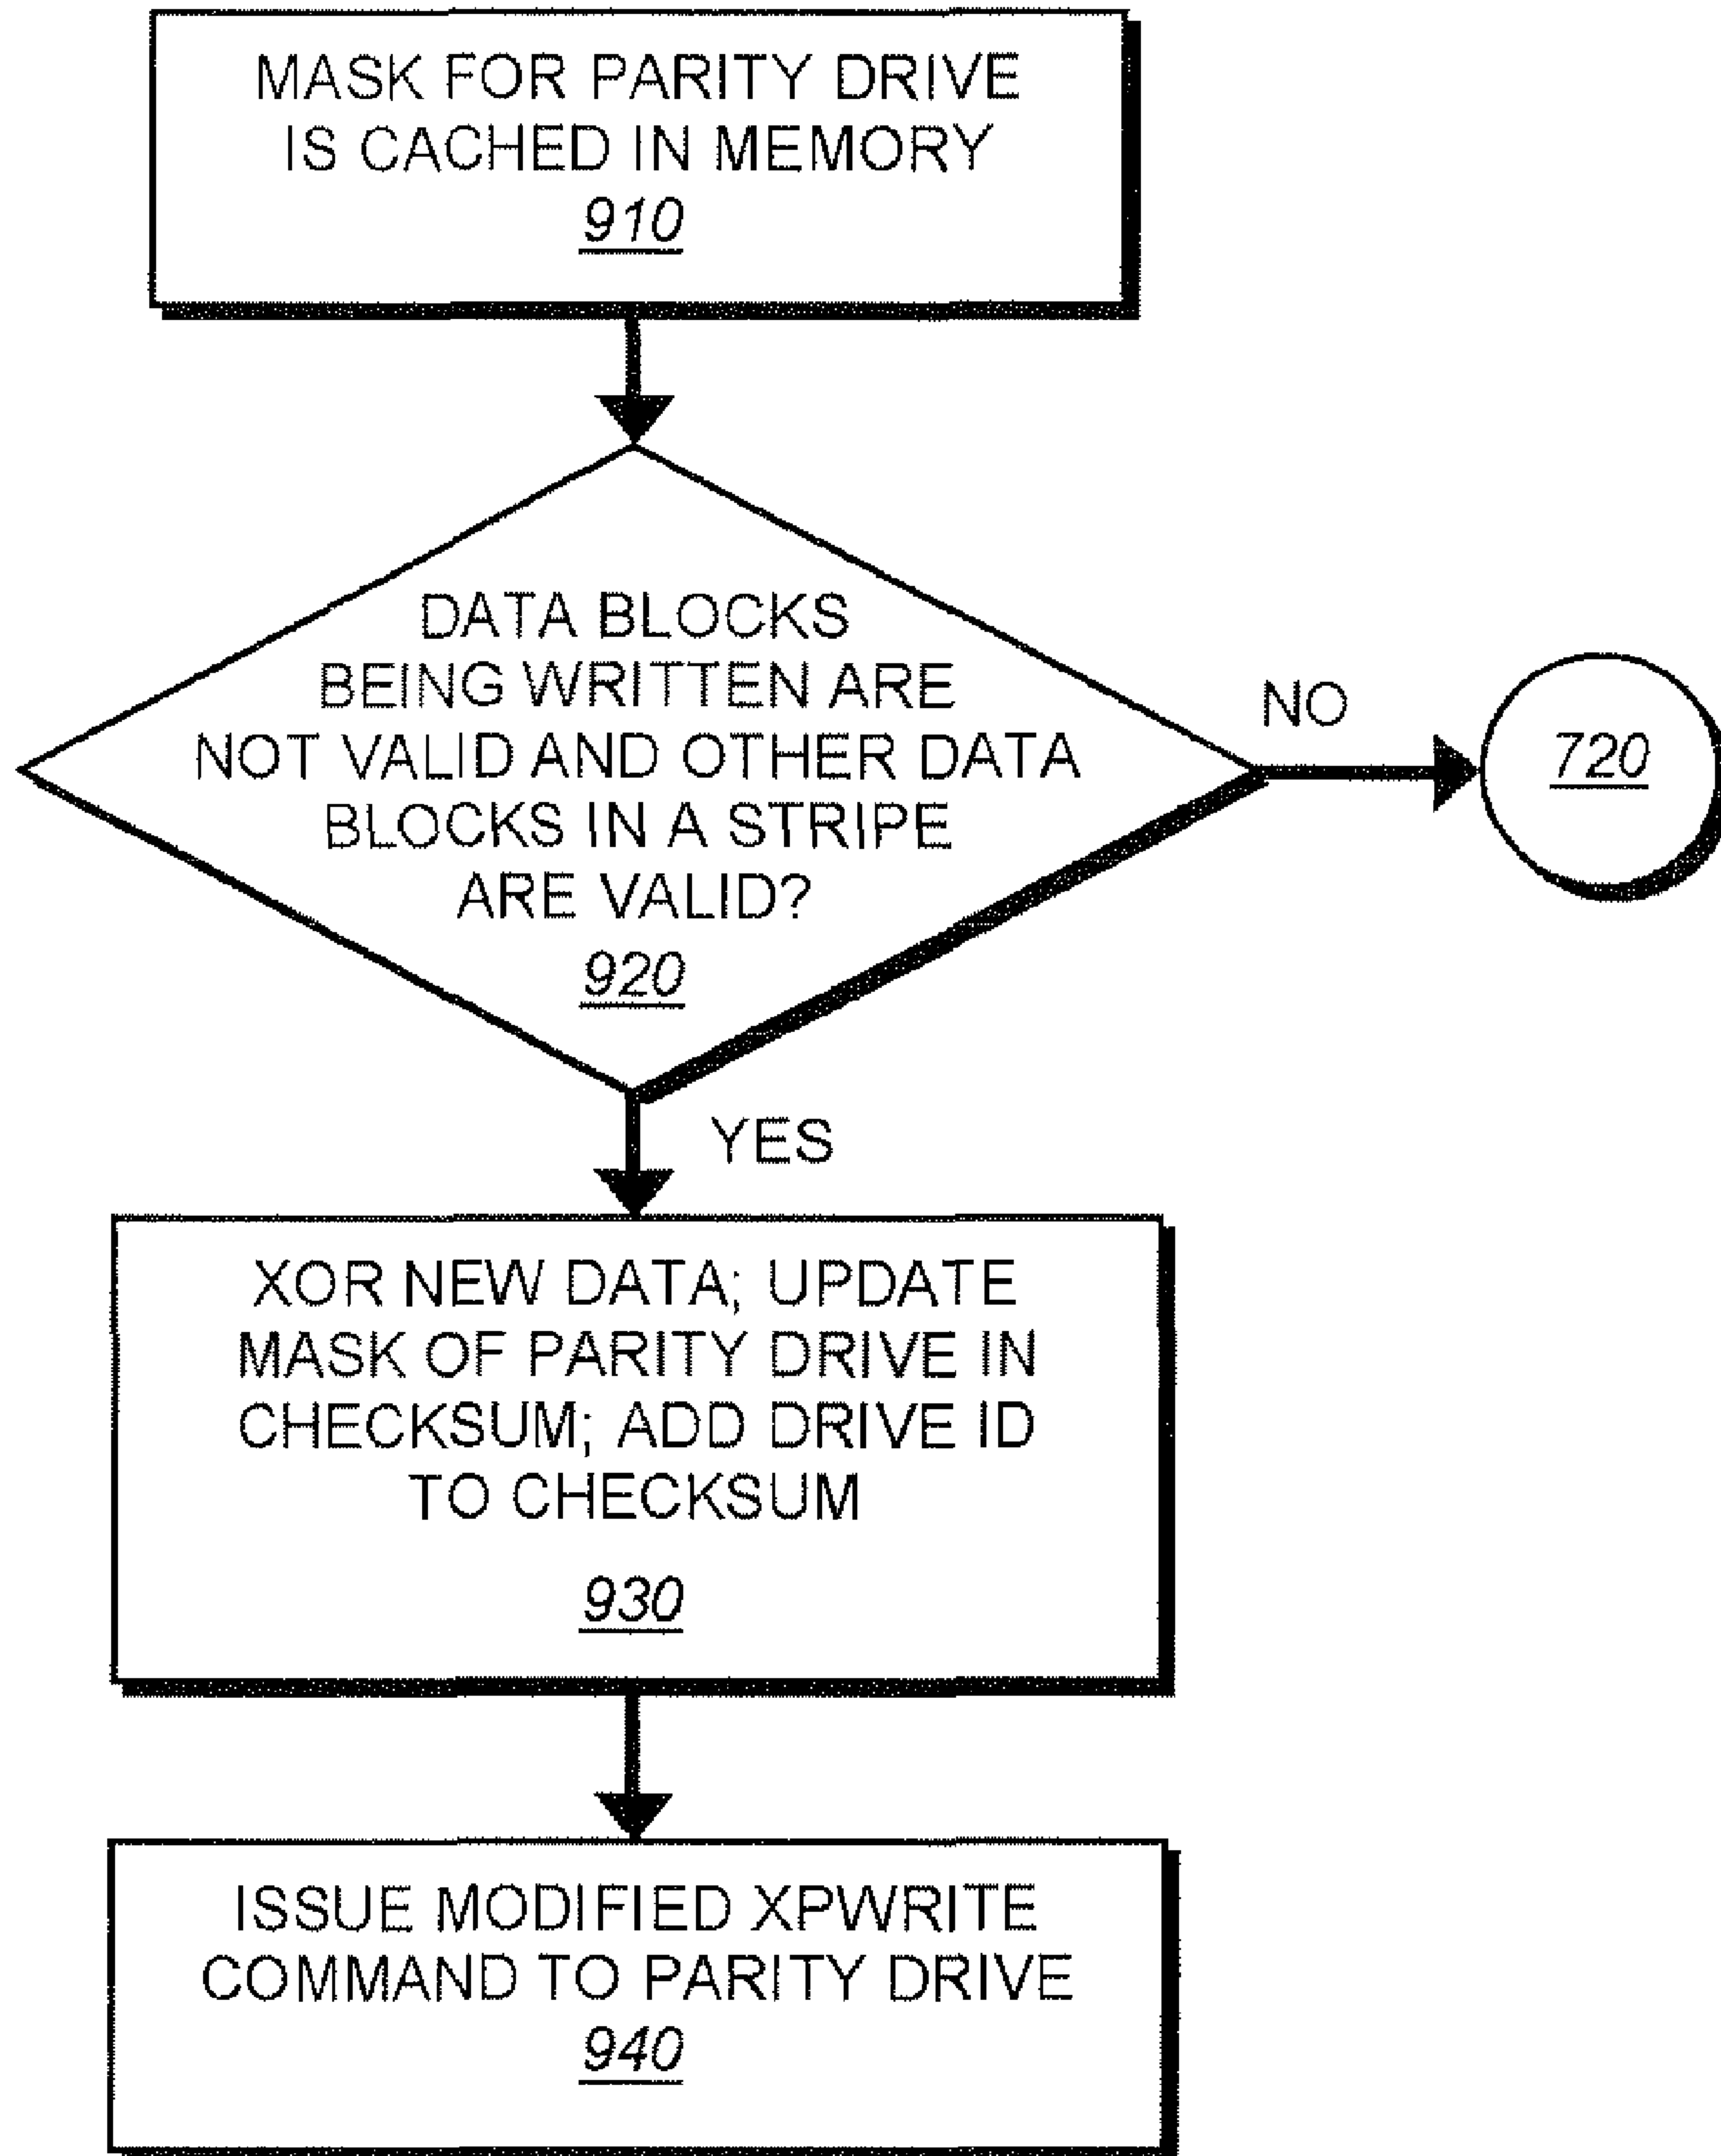 MASK FOR PARITY DRIVE
IS CACHED IN MEMORY
910
DATA BLOCKS
BEING WRITTEN ARE
NOT VALID AND OTHER DATA
BLOCKS IN A STRIPE
ARE VALID?
920
NO
720
YES
XOR NEW DATA; UPDATE
MASK OF PARITY DRIVE IN
CHECKSUM; ADD DRIVE ID
TO CHECKSUM
930
ISSUE MODIFIED XPWRITE
COMMAND TO PARITY DRIVE
940